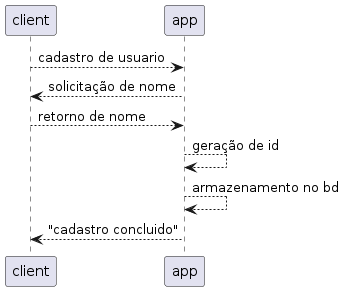 client app
cadastro de usuario
solicitação de nome
retorno de nome
geração de id
armazenamento no bd
"cadastro concluido"
client app